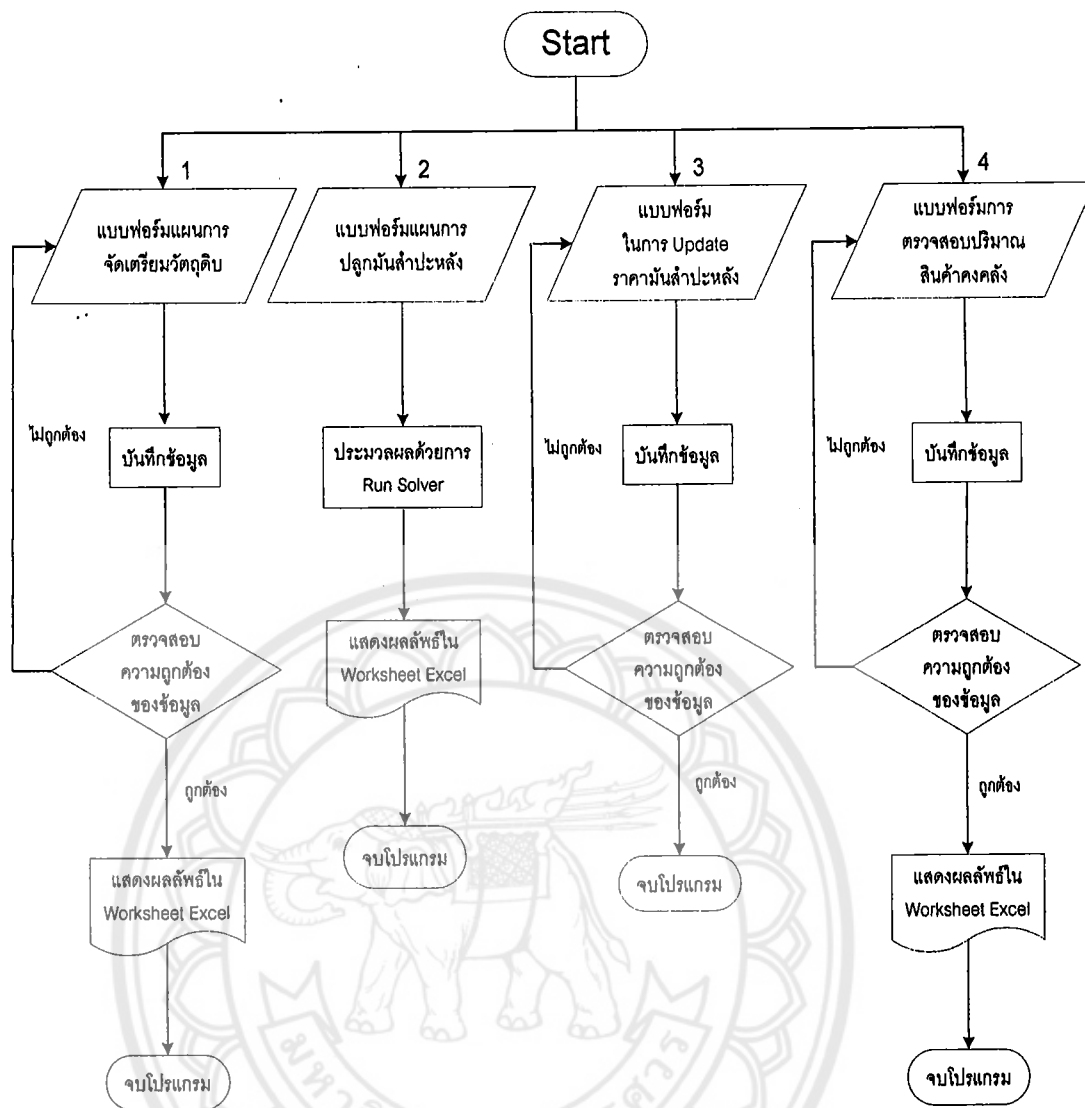 Start
1
2
3
4
แบบฟอร์มแผนการ
จัดเตรียมวัตถุดิบ
แบบฟอร์มแผนการ
ปลูกมันสำปะหลัง
แบบฟอร์ม
ในการ Update
ราคามันสำปะหลัง
แบบฟอร์มการ
ตรวจสอบปริมาณ
สินค้าคงคลัง
ไม่ถูกต้อง
บันทึกข้อมูล
ประมวลผลด้วยการ
Run Solver
ไม่ถูกต้อง
บันทึกข้อมูล
ไม่ถูกต้อง
บันทึกข้อมูล
ตรวจสอบ
ความถูกต้อง
ของข้อมูล
แสดงผลลัพธ์ใน
Worksheet Excel
ตรวจสอบ
ความถูกต้อง
ของข้อมูล
ตรวจสอบ
ความถูกต้อง
ของข้อมูล
ถูกต้อง
จบโปรแกรม
ถูกต้อง
จบโปรแกรม
ถูกต้อง
แสดงผลลัพธ์ใน
Worksheet Excel
แสดงผลลัพธ์ใน
Worksheet Excel
จบโปรแกรม
จบโปรแกรม